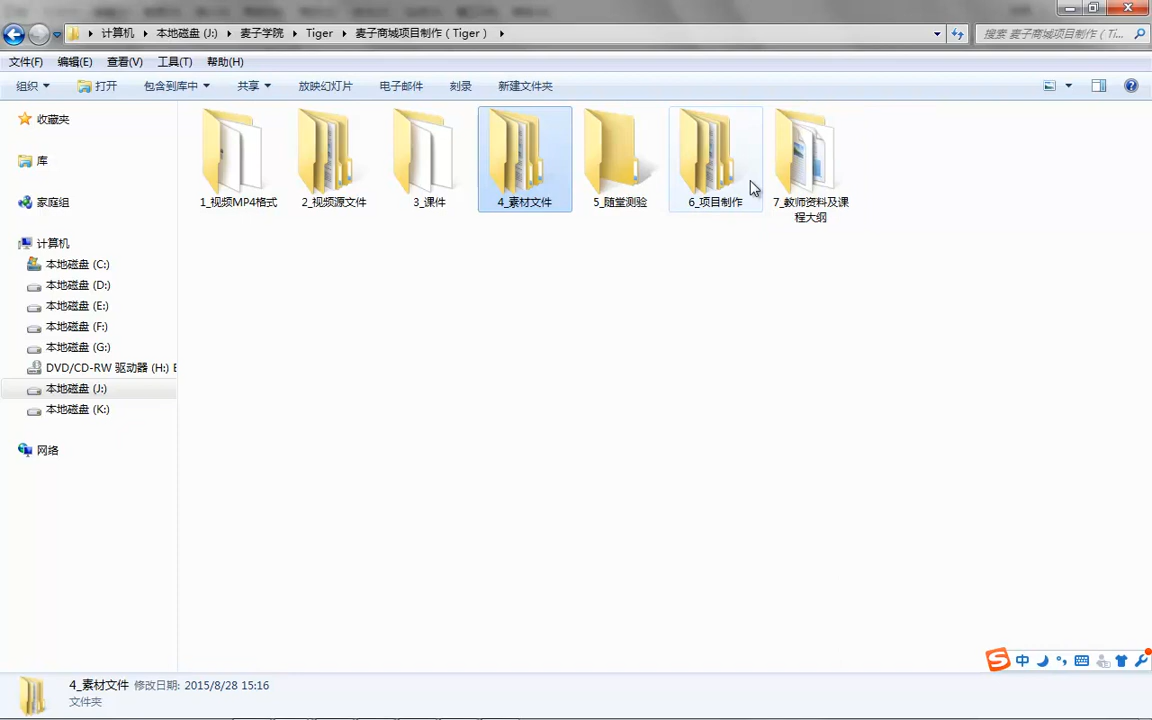 计算机 本地磁盘 (J:) 麦子学院 Tiger 麦子商城项目制作（Tiger） 搜索 麦子商城项目制作（Ti...
文件(F) 编辑(E) 查看(V) 工具(T) 帮助(H)
组织 打开 包含到库中 共享 放映幻灯片 电子邮件 刻录 新建文件夹
收藏夹
库
家庭组
计算机
本地磁盘 (C:)
本地磁盘 (D:)
本地磁盘 (E:)
本地磁盘 (F:)
本地磁盘 (G:)
DVD/CD-RW 驱动器 (H:) E
本地磁盘 (J:)
本地磁盘 (K:)
网络
1_视频MP4格式
2_视频源文件
3_课件
4_素材文件
5_随堂测验
6_项目制作
7_教师资料及课
程大纲
中
4_素材文件 修改日期: 2015/8/28 15:16
文件夹